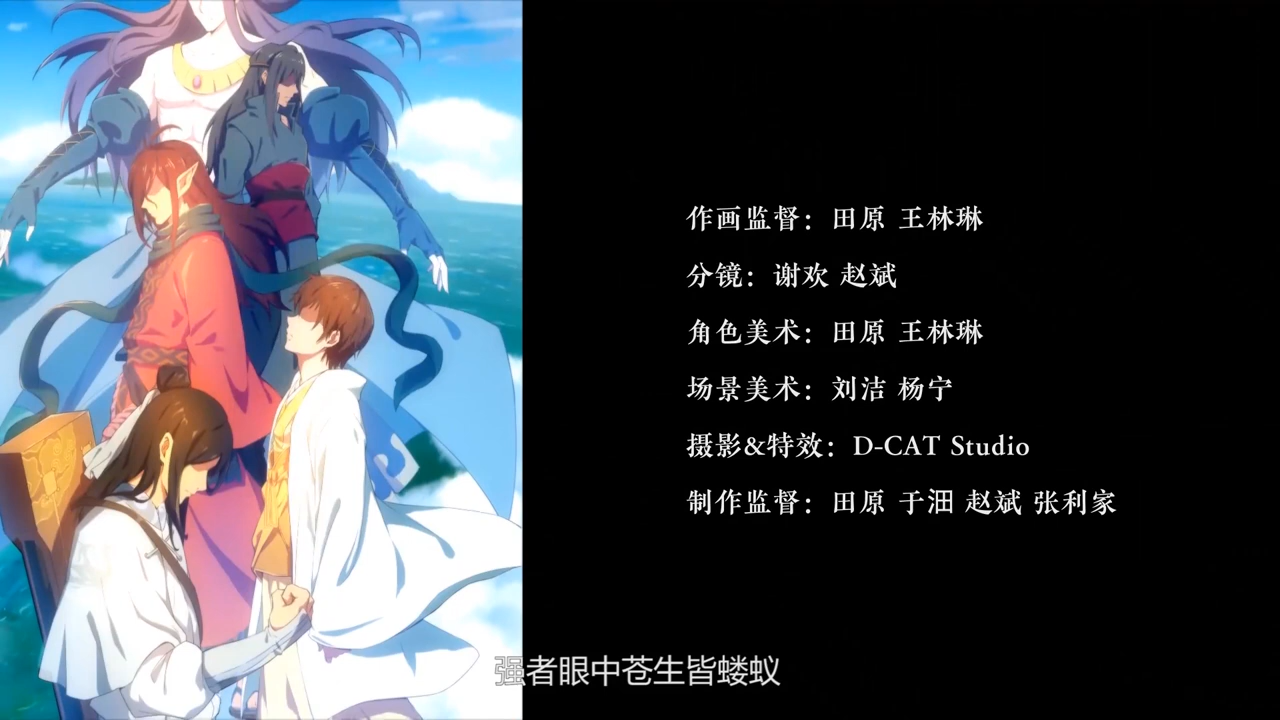 作画监督：田原 王林琳
分镜：谢欢 赵斌
角色美术：田原 王林琳
场景美术：刘洁 杨宁
摄影&特效：D-CAT Studio
制作监督：田原 于沺 赵斌 张利家
强者眼中苍生皆蝼蚁